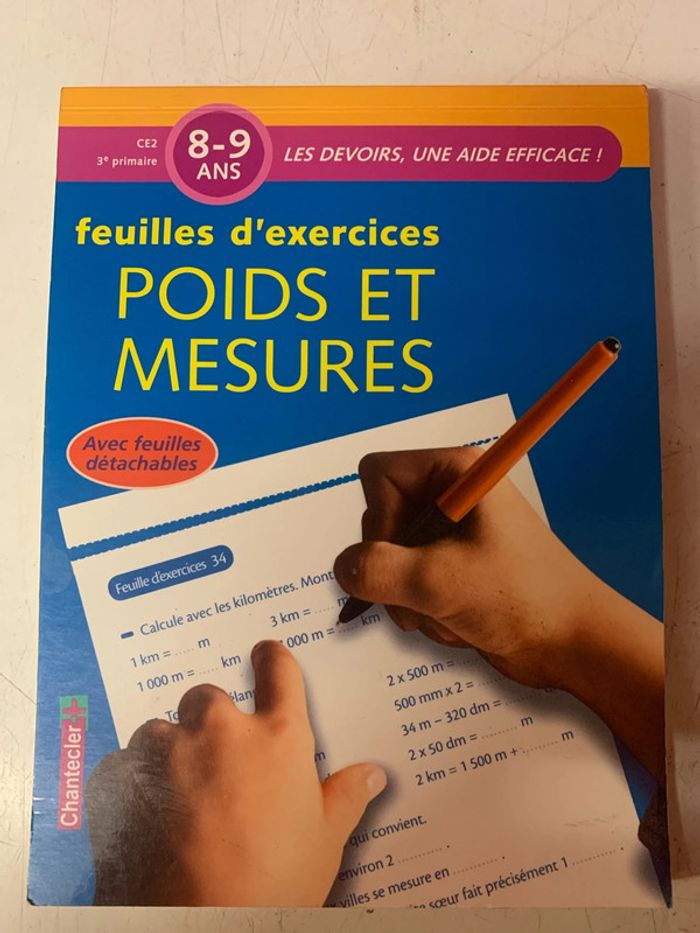 CE2
3e primaire
8-9
ANS
LES DEVOIRS, UNE AIDE EFFICACE !
feuilles d'exercices
POIDS ET
MESURES
Avec feuilles
détachables
Feuille d'exercices 34
Calcule avec les kilomètres. Mont
1 km = ..... m
3 km = ..... m
1 000 m = ..... km
000 m = ..... km
2 x 500 m = .....
500 mm x 2 = .........
34 m – 320 dm = .........
2 x 50 dm = ......... m
2 km = 1 500 m + ......... m
m
qui convient.
environ 2 ...........
villes se mesure en ...........
sœur fait précisément 1 ...........
Chantecler